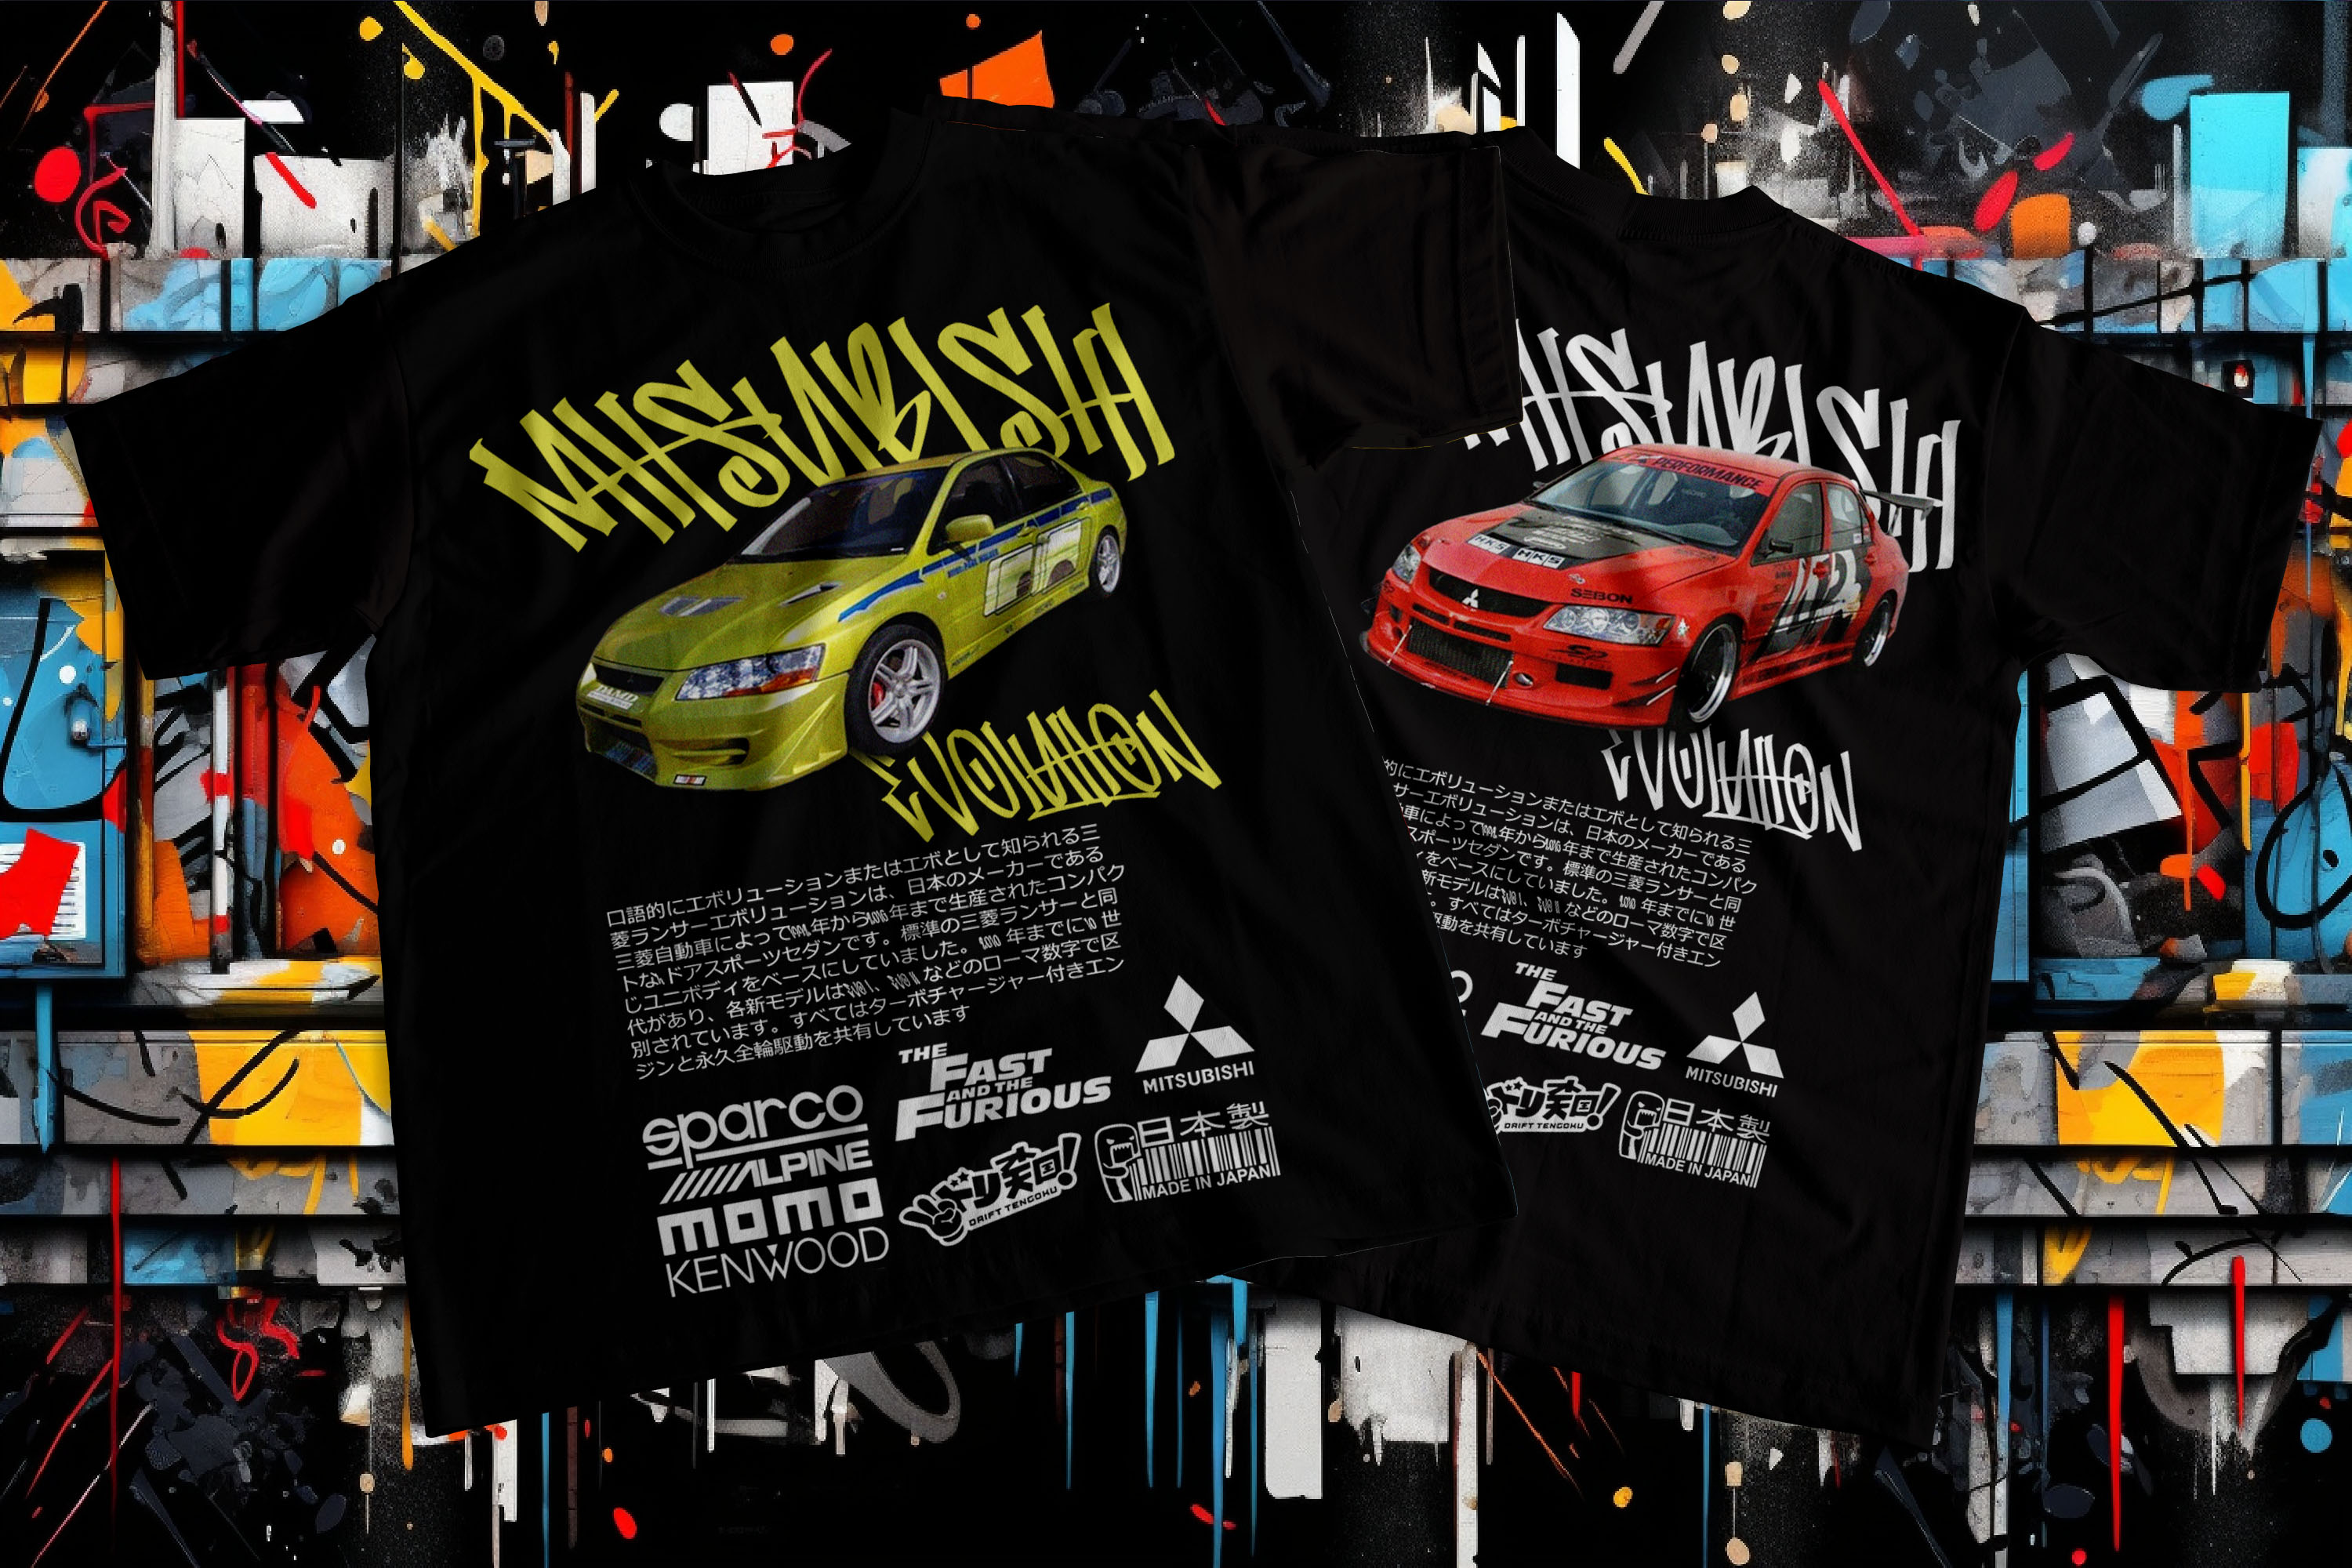 MITSUBISHI
EVOLUTION
口語的にエボリューションまたはエボとして知られる三
菱ランサーエボリューションは、日本のメーカーである
三菱自動車によって 年から 年まで生産されたコンパク
トな ドアスポーツセダンです。標準の三菱ランサーと同
じユニボディをベースにしていました。 年までに 世
代があり、各新モデルは 、 などのローマ数字で区
別されています。すべてはターボチャージャー付きエン
ジンと永久全輪駆動を共有しています
sparco
ALPINE
MOMO
KENWOOD
THE
FAST
AND THE
FURIOUS
MITSUBISHI
ドリ天国!
DRIFT TENGOKU
日本製
MADE IN JAPAN
DAMD
MITSUBISHI
PERFORMANCE
HKS HKS
SEBON
EVOLUTION
的にエボリューションまたはエボとして知られる三
サーエボリューションは、日本のメーカーである
車によって 年から 年まで生産されたコンパク
スポーツセダンです。標準の三菱ランサーと同
をベースにしていました。 年までに 世
新モデルは 、 などのローマ数字で区
。すべてはターボチャージャー付きエン
動を共有しています
THE
FAST
AND THE
FURIOUS
MITSUBISHI
ドリ天国!
DRIFT TENGOKU
日本製
MADE IN JAPAN